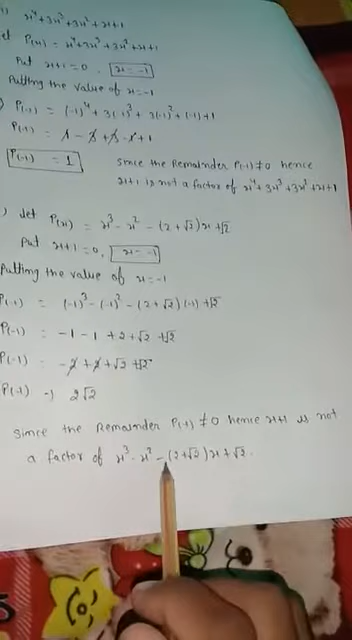 ) x⁴+3x³+3x²+x+1
et P(x) = x⁴+3x³+3x²+x+1
Put x+1=0, x=-1
Putting the value of x=-1
) P(-1) = (-1)⁴+3(-1)³+3(-1)²+(-1)+1
P(-1) = 1-3+3-1+1
P(-1) = 1 Since the Remainder P(-1)≠0 hence
x+1 is not a factor of x⁴+3x³+3x²+x+1
) Let P(x) = x³-x²-(2+√2)x+√2
Put x+1=0, x=-1
Putting the value of x=-1
P(-1) = (-1)³-(-1)²-(2+√2)(-1)+√2
P(-1) = -1-1+2+√2+√2
P(-1) = -2+2+√2+√2
P(-1) → 2√2
Since the Remainder P(-1)≠0 hence x+1 is not
a factor of x³-x²-(2+√2)x+√2.